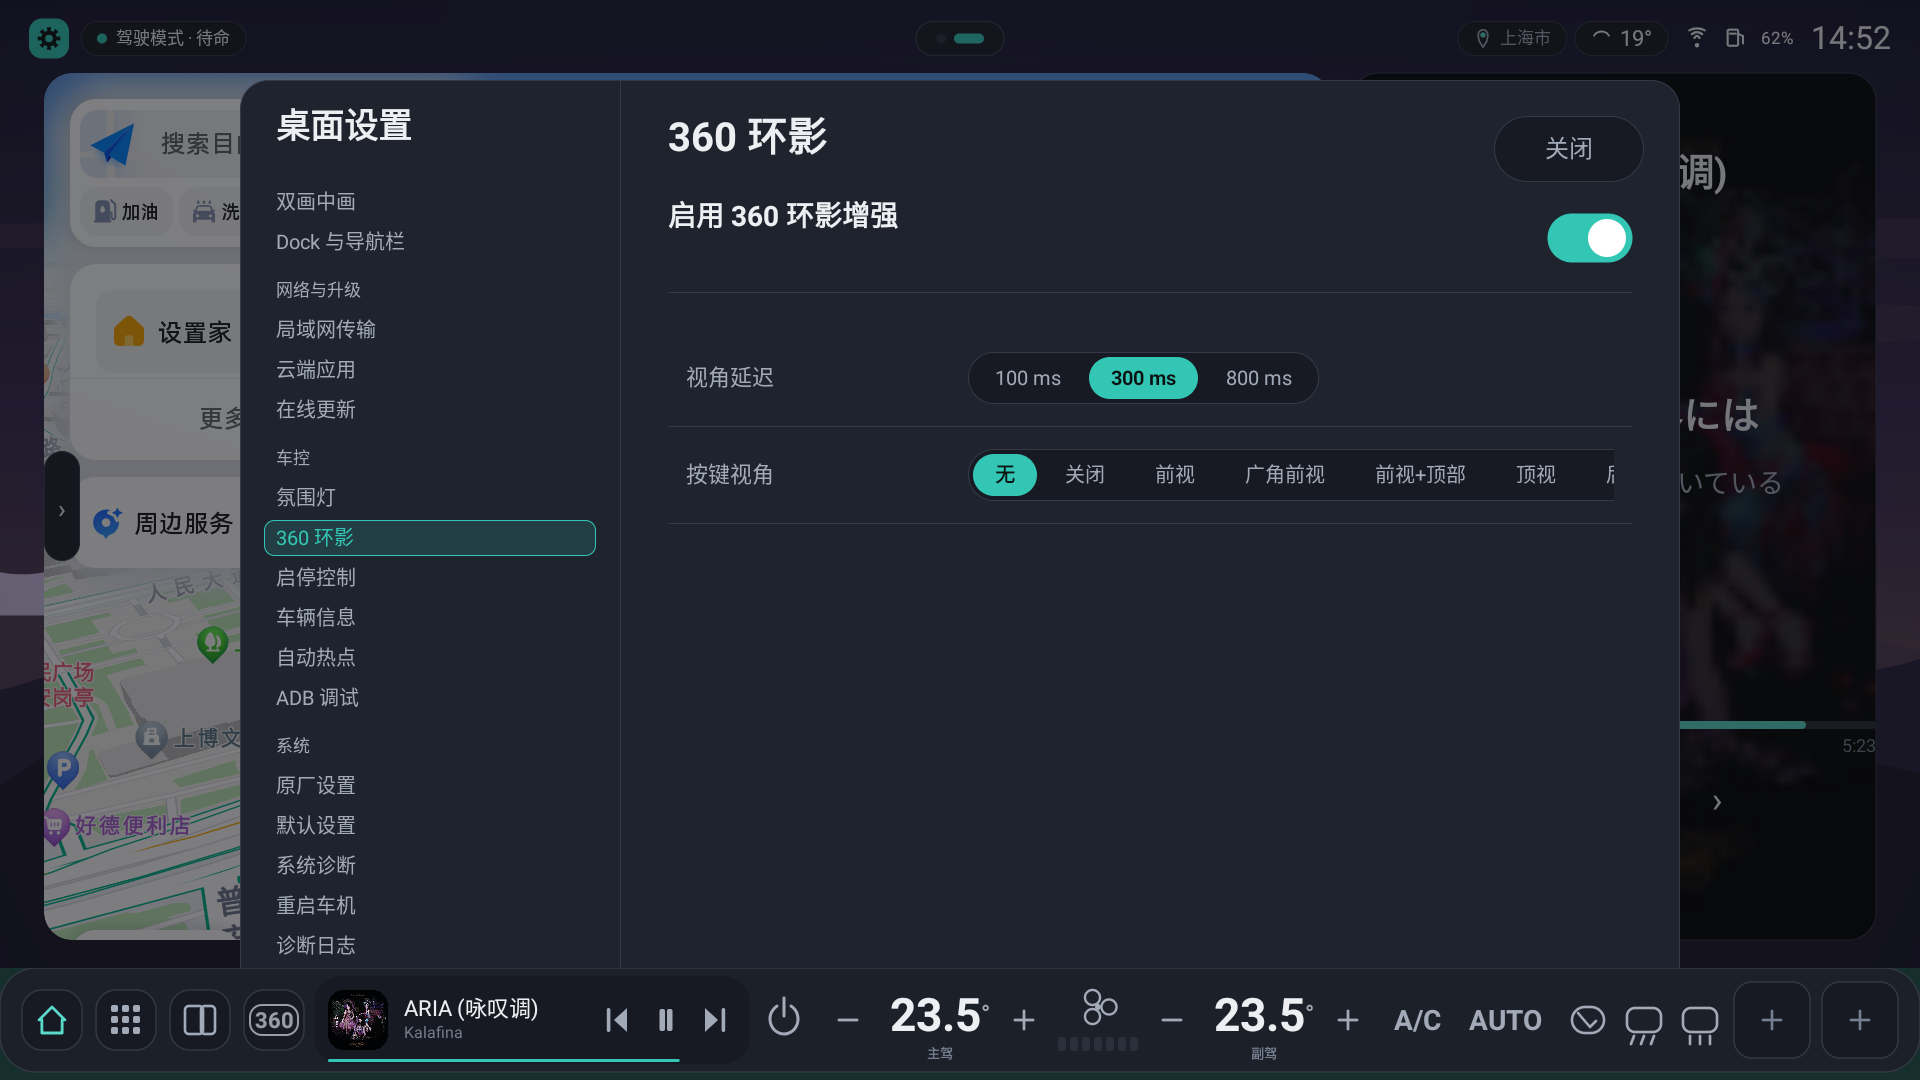 驾驶模式 · 待命
上海市
19°
62%
14:52
搜索目
加油
洗
设置家
更多
周边服务
人民大道
上博文
好德便利店
P
普
桌面设置
双画中画
Dock 与导航栏
网络与升级
局域网传输
云端应用
在线更新
车控
氛围灯
360 环影
启停控制
车辆信息
自动热点
ADB 调试
系统
原厂设置
默认设置
系统诊断
重启车机
诊断日志
360 环影
关闭
启用 360 环影增强
视角延迟
100 ms
300 ms
800 ms
按键视角
无
关闭
前视
广角前视
前视+顶部
顶视
调)
には
いている
5:23
360
ARIA (咏叹调)
Kalafina
23.5°
主驾
23.5°
副驾
A/C
AUTO